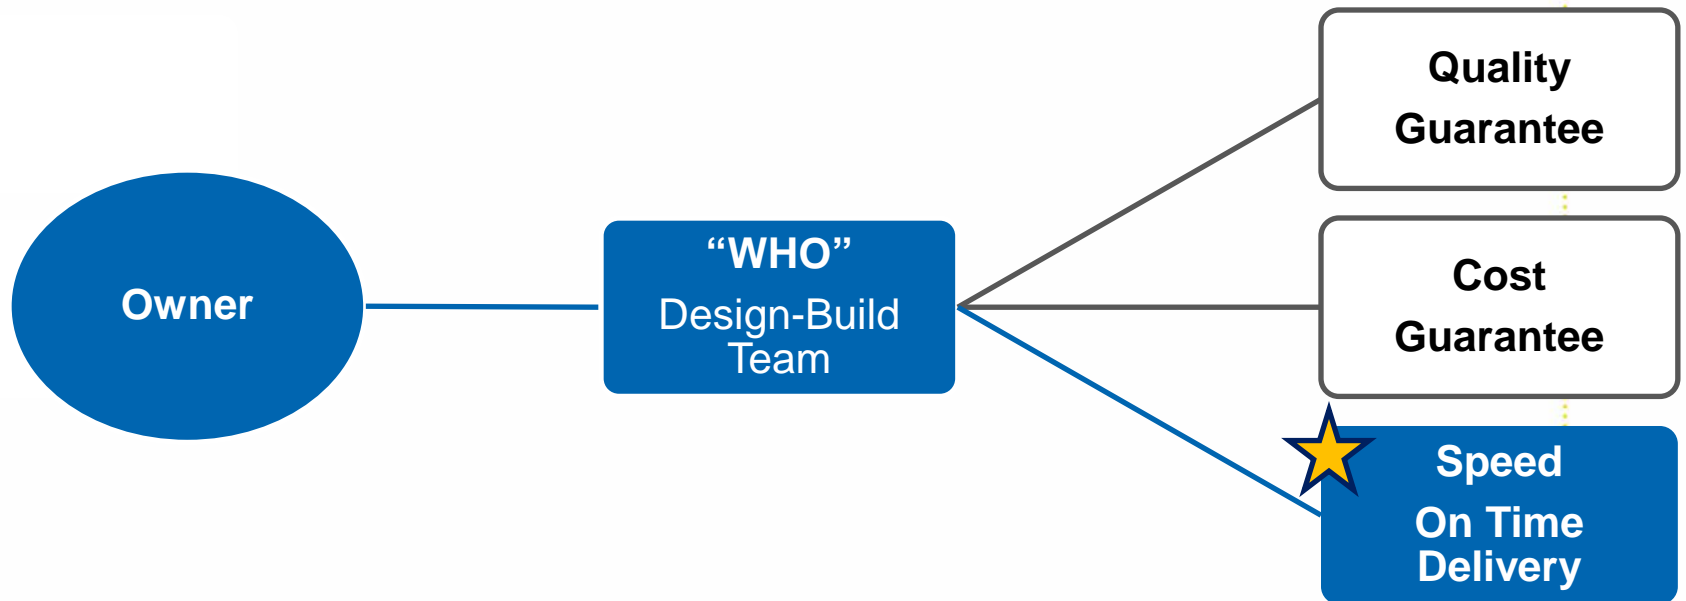 Owner
“WHO”
Design-Build
Team
Quality
Guarantee
Cost
Guarantee
Speed
On Time
Delivery